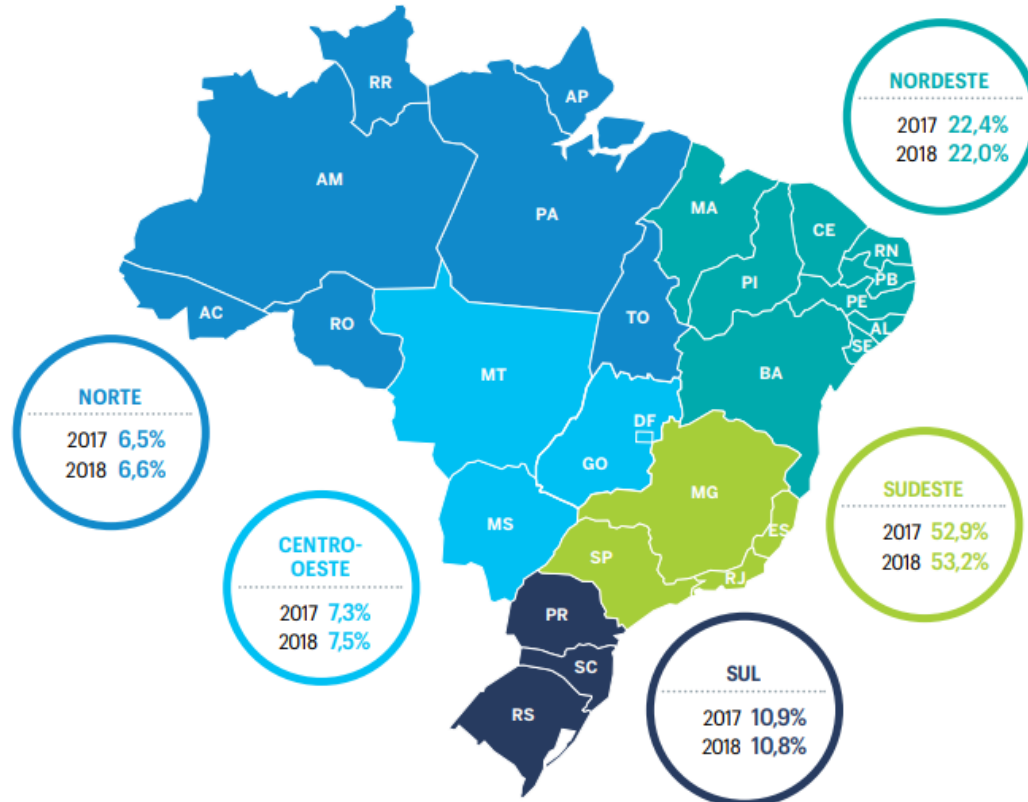 RR
AP
NORDESTE
2017 22,4%
2018 22,0%
AM
PA
MA
CE
RN
PB
PI
PE
AL
SE
AC
RO
TO
BA
MT
NORTE
2017 6,5%
2018 6,6%
DF
GO
MG
SUDESTE
2017 52,9%
2018 53,2%
ES
MS
CENTRO-
OESTE
2017 7,3%
2018 7,5%
SP
RJ
PR
SC
RS
SUL
2017 10,9%
2018 10,8%